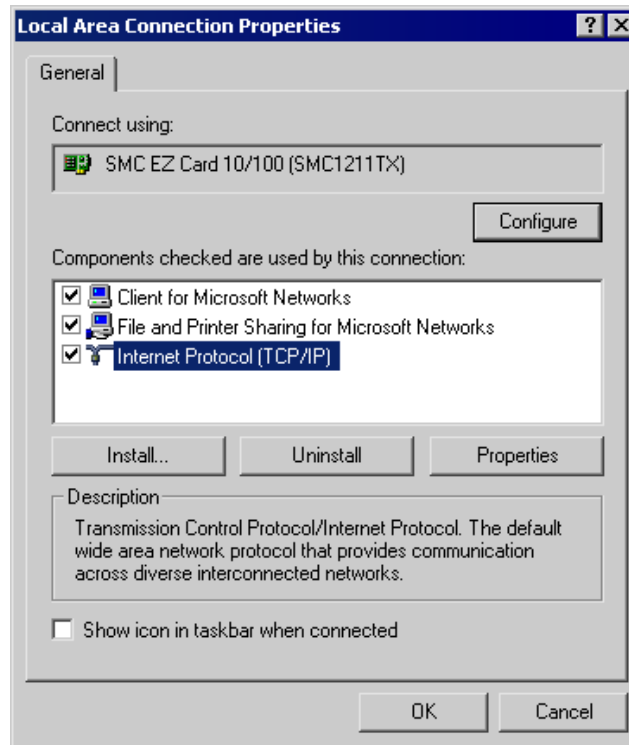 Local Area Connection Properties
General
Connect using:
SMC EZ Card 10/100 (SMC1211TX)
Configure
Components checked are used by this connection:
Client for Microsoft Networks
File and Printer Sharing for Microsoft Networks
Internet Protocol (TCP/IP)
Install... Uninstall Properties
Description
Transmission Control Protocol/Internet Protocol. The default
wide area network protocol that provides communication
across diverse interconnected networks.
Show icon in taskbar when connected
OK Cancel